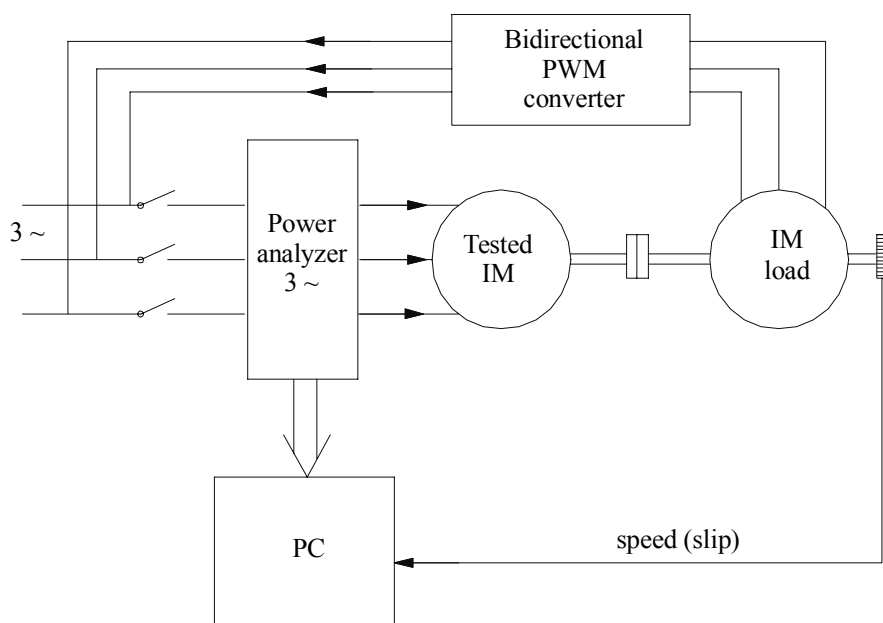 Bidirectional
PWM
converter
3 ~
Power
analyzer
3 ~
Tested
IM
IM
load
PC
speed (slip)